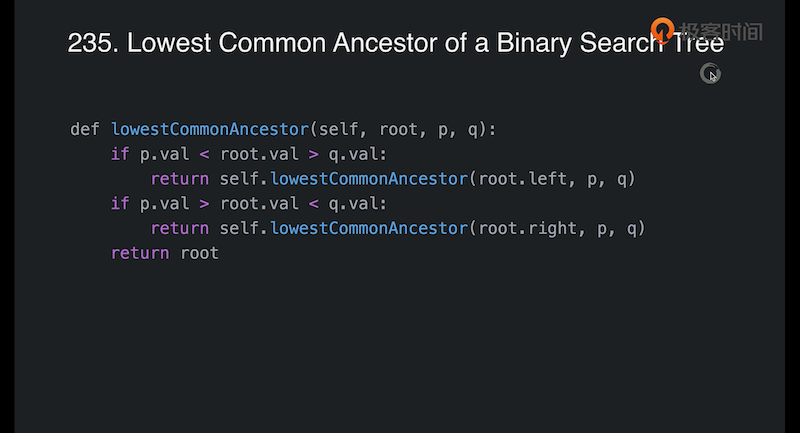 极客时间
235. Lowest Common Ancestor of a Binary Search Tree
def lowestCommonAncestor(self, root, p, q):
    if p.val < root.val > q.val:
        return self.lowestCommonAncestor(root.left, p, q)
    if p.val > root.val < q.val:
        return self.lowestCommonAncestor(root.right, p, q)
    return root